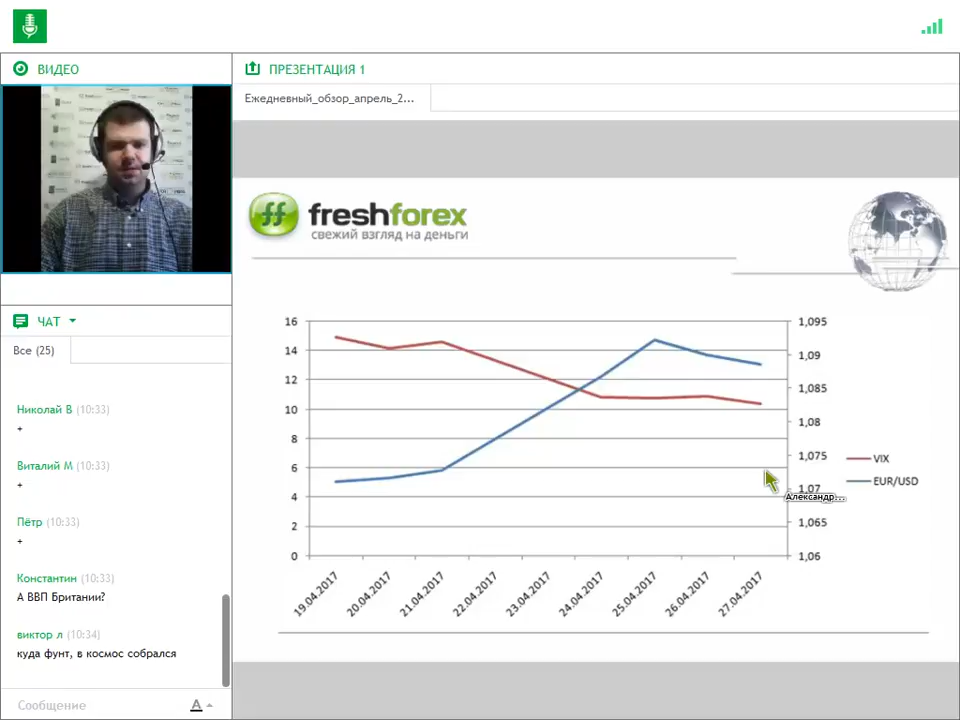 ВИДЕО
ПРЕЗЕНТАЦИЯ 1
Ежедневный_обзор_апрель_2...
ff freshforex
свежий взгляд на деньги
ЧАТ
Все (25)
Николай В (10:33)
+
Виталий М (10:33)
+
Пётр (10:33)
+
Константин (10:33)
А ВВП Британии?
виктор л (10:34)
куда фунт, в космос собрался
Сообщение
A
16
14
12
10
8
6
4
2
0
1,095
1,09
1,085
1,08
1,075
1,07
1,065
1,06
19.04.2017
20.04.2017
21.04.2017
22.04.2017
23.04.2017
24.04.2017
25.04.2017
26.04.2017
27.04.2017
VIX
EUR/USD
Александр...